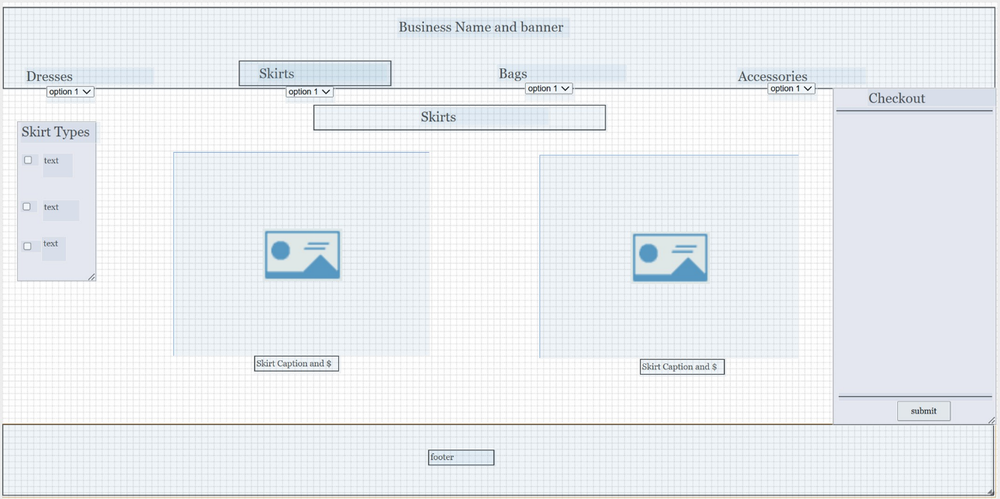 Business Name and banner
Dresses
Skirts
Bags
Accessories
option 1
option 1
option 1
option 1
Checkout
Skirts
Skirt Types
text
text
text
Skirt Caption and $
Skirt Caption and $
submit
footer